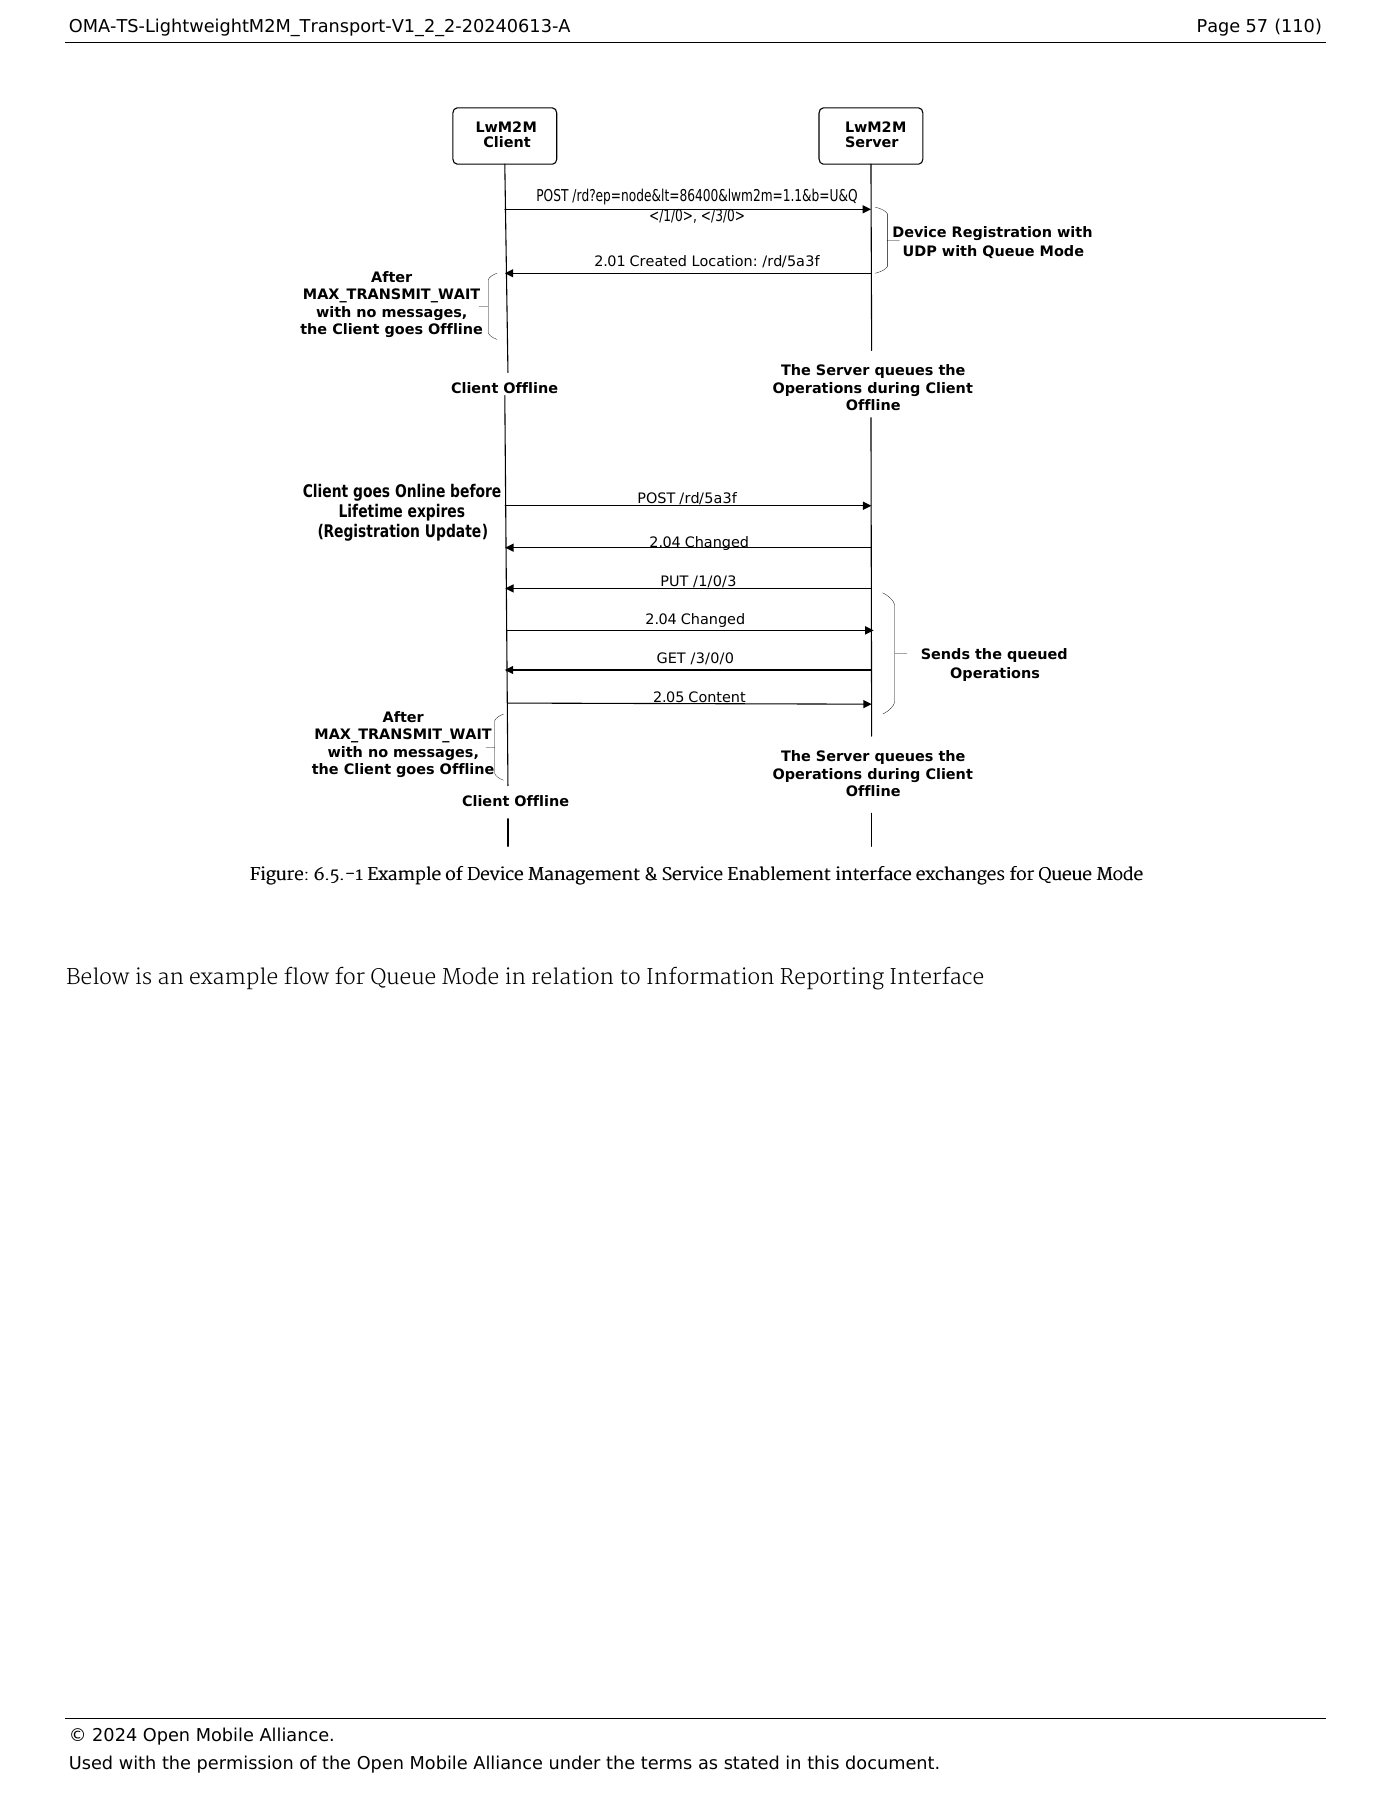 OMA-TS-LightweightM2M_Transport-V1_2_2-20240613-A Page 57 (110)
LwM2M
Client
LwM2M
Server
POST /rd?ep=node&lt=86400&lwm2m=1.1&b=U&Q
</1/0>, </3/0>
Device Registration with
UDP with Queue Mode
2.01 Created Location: /rd/5a3f
After
MAX_TRANSMIT_WAIT
with no messages,
the Client goes Offline
Client Offline
The Server queues the
Operations during Client
Offline
Client goes Online before
Lifetime expires
(Registration Update)
POST /rd/5a3f
2.04 Changed
PUT /1/0/3
2.04 Changed
GET /3/0/0
2.05 Content
Sends the queued
Operations
After
MAX_TRANSMIT_WAIT
with no messages,
the Client goes Offline
Client Offline
The Server queues the
Operations during Client
Offline
Figure: 6.5.-1 Example of Device Management & Service Enablement interface exchanges for Queue Mode
Below is an example flow for Queue Mode in relation to Information Reporting Interface
© 2024 Open Mobile Alliance.
Used with the permission of the Open Mobile Alliance under the terms as stated in this document.